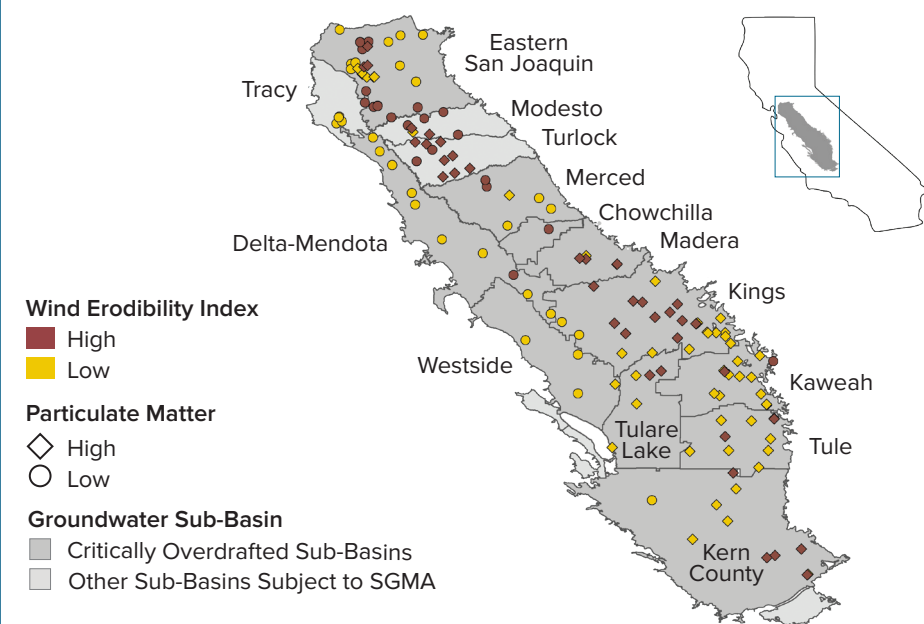 Eastern
San Joaquin
Tracy
Modesto
Turlock
Merced
Chowchilla
Delta-Mendota
Madera
Kings
Westside
Kaweah
Tulare
Lake
Tule
Kern
County
Wind Erodibility Index
High
Low
Particulate Matter
High
Low
Groundwater Sub-Basin
Critically Overdrafted Sub-Basins
Other Sub-Basins Subject to SGMA